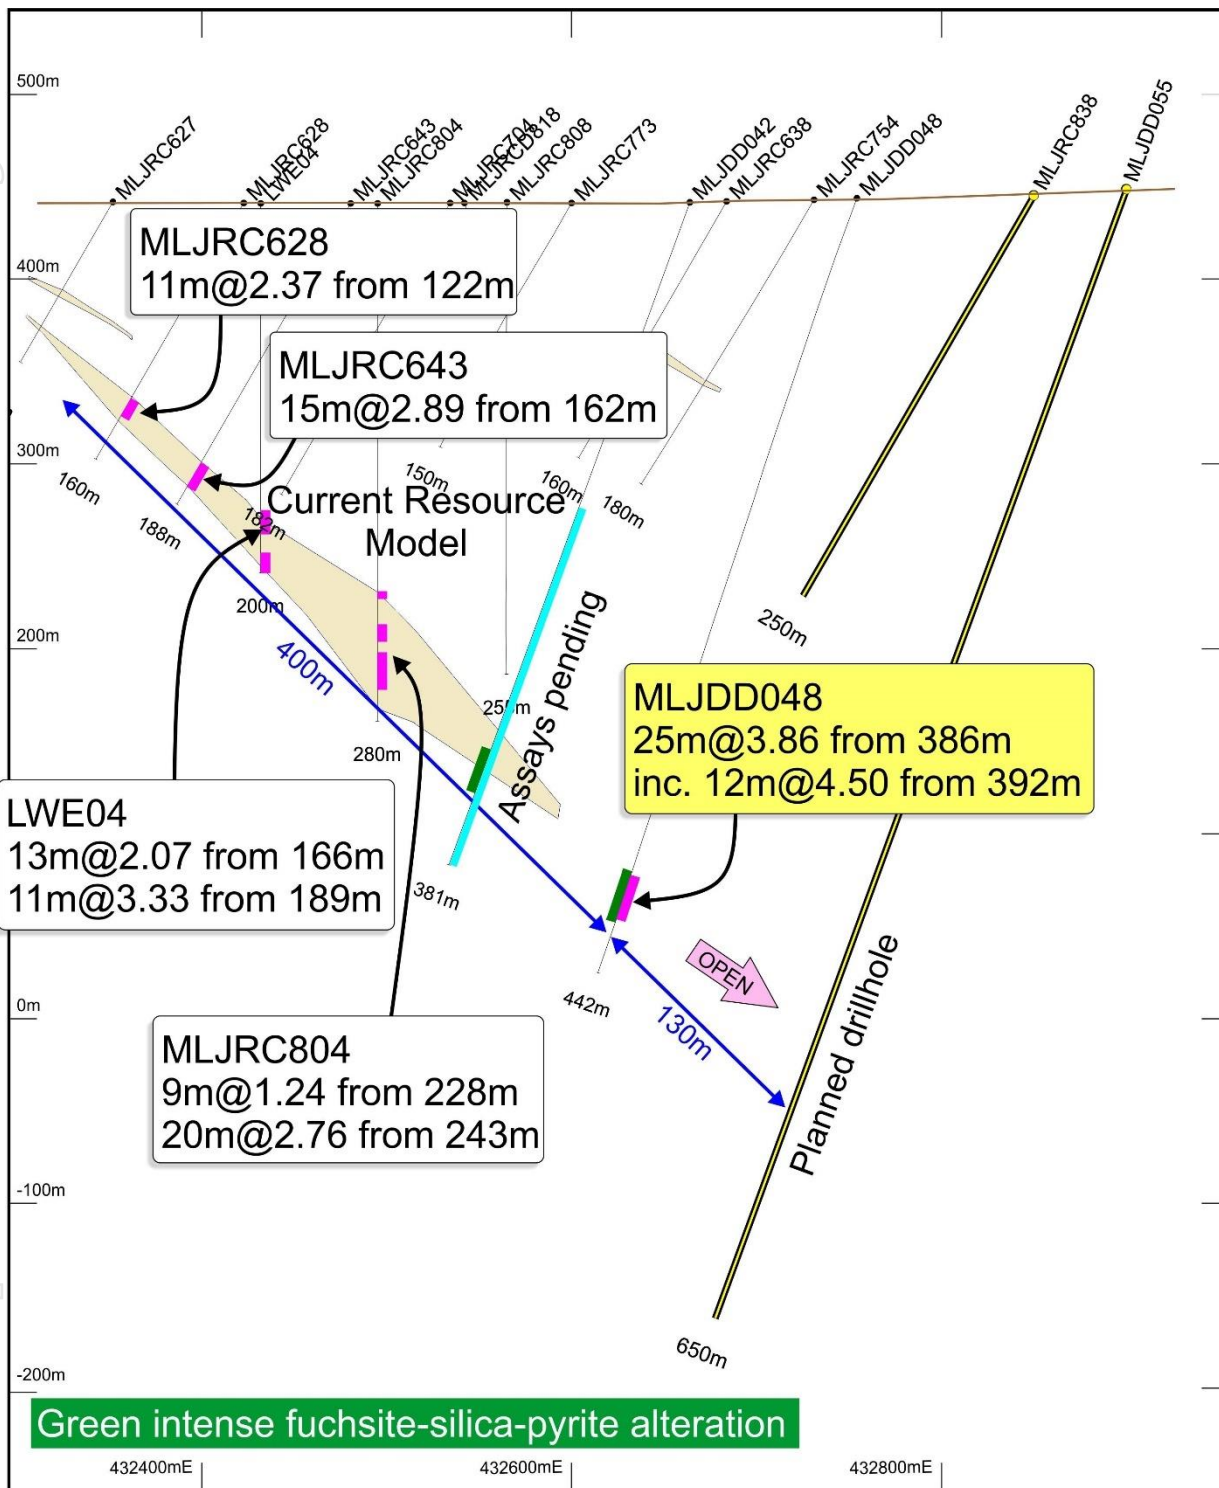 500m
400m
300m
200m
0m
-100m
-200m
MLJRC627
MLJRC628
LWE04
MLJRC643
MLJRC804
MLJRC704
MLJRCD818
MLJRC808
MLJRC773
MLJDD042
MLJRC638
MLJRC754
MLJDD048
MLJRC838
MLJDD055
MLJRC628
11m@2.37 from 122m
MLJRC643
15m@2.89 from 162m
160m
188m
182m
150m
160m
180m
Current Resource
Model
200m
250m
400m
255m
280m
Assays pending
MLJDD048
25m@3.86 from 386m
inc. 12m@4.50 from 392m
LWE04
13m@2.07 from 166m
11m@3.33 from 189m
381m
442m
OPEN
130m
Planned drillhole
MLJRC804
9m@1.24 from 228m
20m@2.76 from 243m
650m
Green intense fuchsite-silica-pyrite alteration
432400mE
432600mE
432800mE